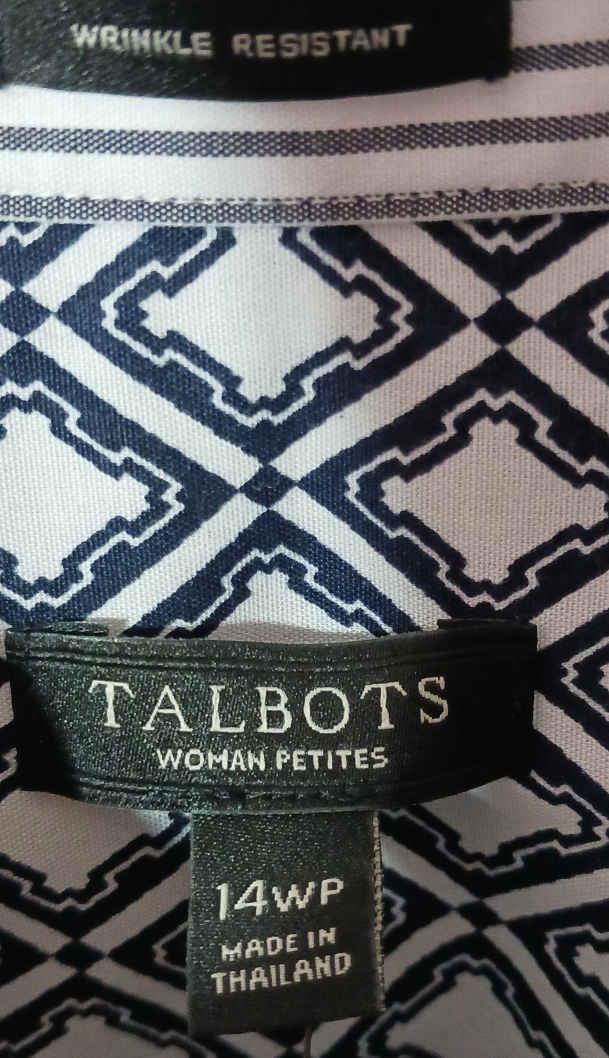 WRINKLE RESISTANT
TALBOTS
WOMAN PETITES
14WP
MADE IN
THAILAND